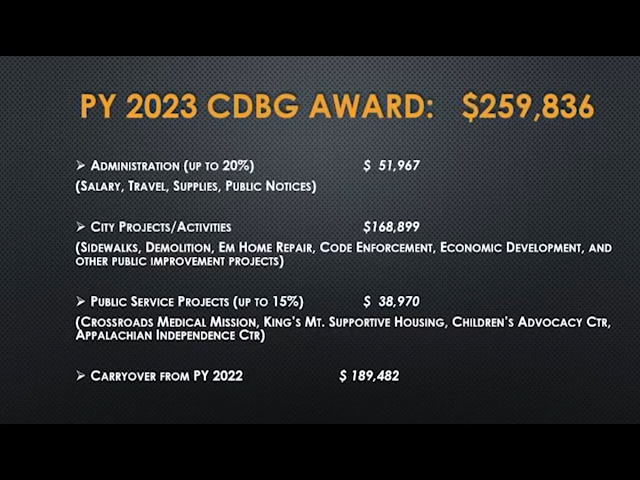 PY 2023 CDBG AWARD: $259,836
➢ ADMINISTRATION (UP TO 20%) $ 51,967
(SALARY, TRAVEL, SUPPLIES, PUBLIC NOTICES)
➢ CITY PROJECTS/ACTIVITIES $168,899
(SIDEWALKS, DEMOLITION, EM HOME REPAIR, CODE ENFORCEMENT, ECONOMIC DEVELOPMENT, AND
OTHER PUBLIC IMPROVEMENT PROJECTS)
➢ PUBLIC SERVICE PROJECTS (UP TO 15%) $ 38,970
(CROSSROADS MEDICAL MISSION, KING'S MT. SUPPORTIVE HOUSING, CHILDREN'S ADVOCACY CTR,
APPALACHIAN INDEPENDENCE CTR)
➢ CARRYOVER FROM PY 2022 $ 189,482